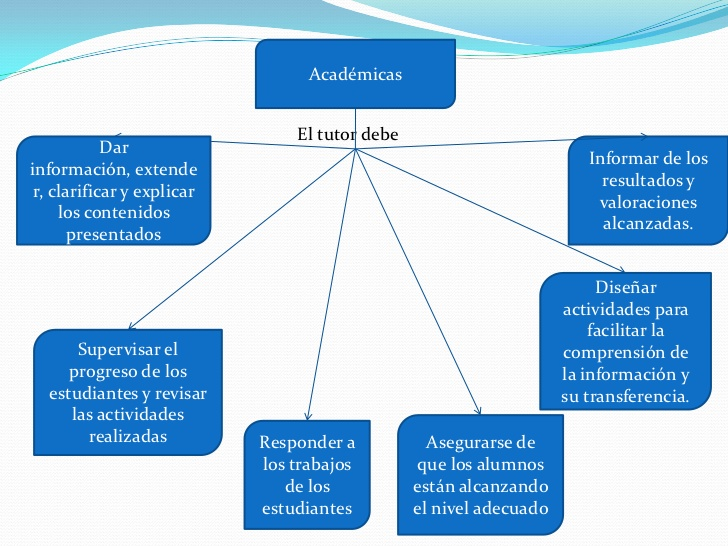 Académicas
El tutor debe
Dar
información, extende
r, clarificar y explicar
los contenidos
presentados
Informar de los
resultados y
valoraciones
alcanzadas.
Diseñar
actividades para
facilitar la
comprensión de
la información y
su transferencia.
Supervisar el
progreso de los
estudiantes y revisar
las actividades
realizadas
Responder a
los trabajos
de los
estudiantes
Asegurarse de
que los alumnos
están alcanzando
el nivel adecuado